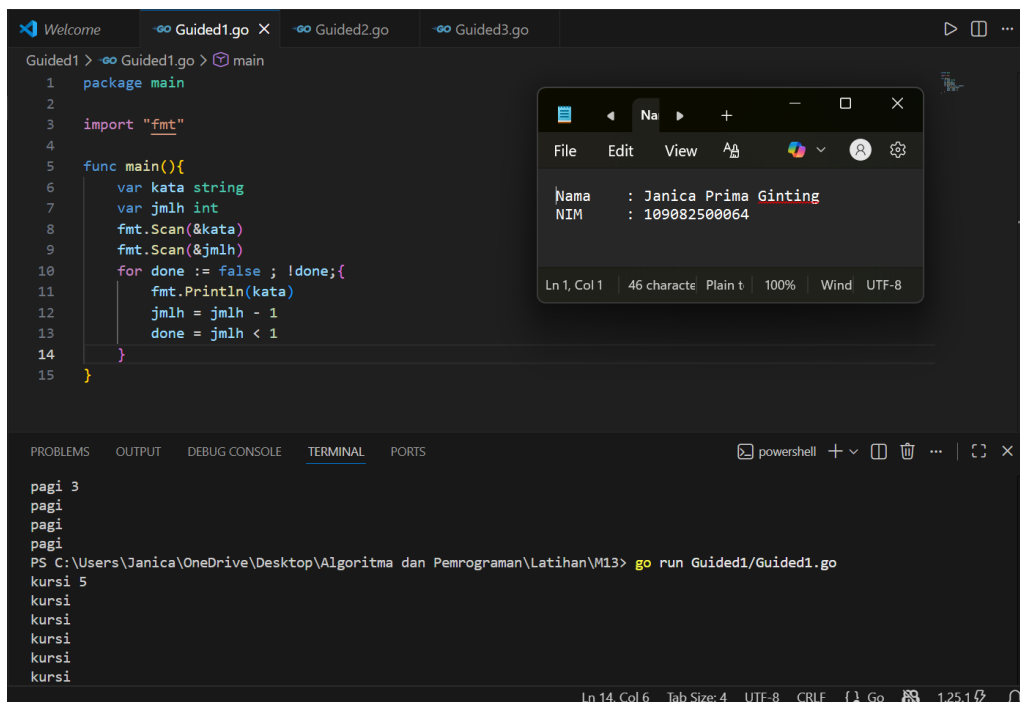 Welcome
Guided1.go
Guided2.go
Guided3.go
Guided1 > Guided1.go > main
1 package main
2
3 import "fmt"
4
5 func main(){
6 var kata string
7 var jmlh int
8 fmt.Scan(&kata)
9 fmt.Scan(&jmlh)
10 for done := false ; !done;{
11 fmt.Println(kata)
12 jmlh = jmlh - 1
13 done = jmlh < 1
14 }
15 }
Na
File Edit View
Nama : Janica Prima Ginting
NIM : 109082500064
Ln 1, Col 1 46 characte Plain t 100% Wind UTF-8
PROBLEMS OUTPUT DEBUG CONSOLE TERMINAL PORTS
powershell
pagi 3
pagi
pagi
pagi
PS C:\Users\Janica\OneDrive\Desktop\Algoritma dan Pemrograman\Latihan\M13> go run Guided1/Guided1.go
kursi 5
kursi
kursi
kursi
kursi
kursi
Ln 14, Col 6 Tab Size: 4 UTF-8 CRLF {} Go 1.25.1